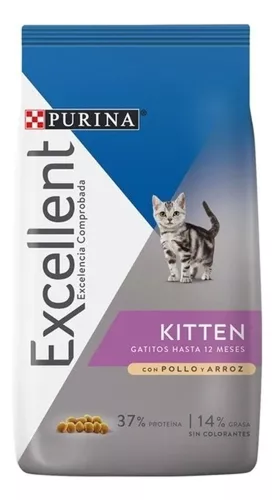 PURINA
Excellent
Excelencia Comprobada
KITTEN
GATITOS HASTA 12 MESES
CON POLLO Y ARROZ
37% PROTEÍNA
14% GRASA
SIN COLORANTES